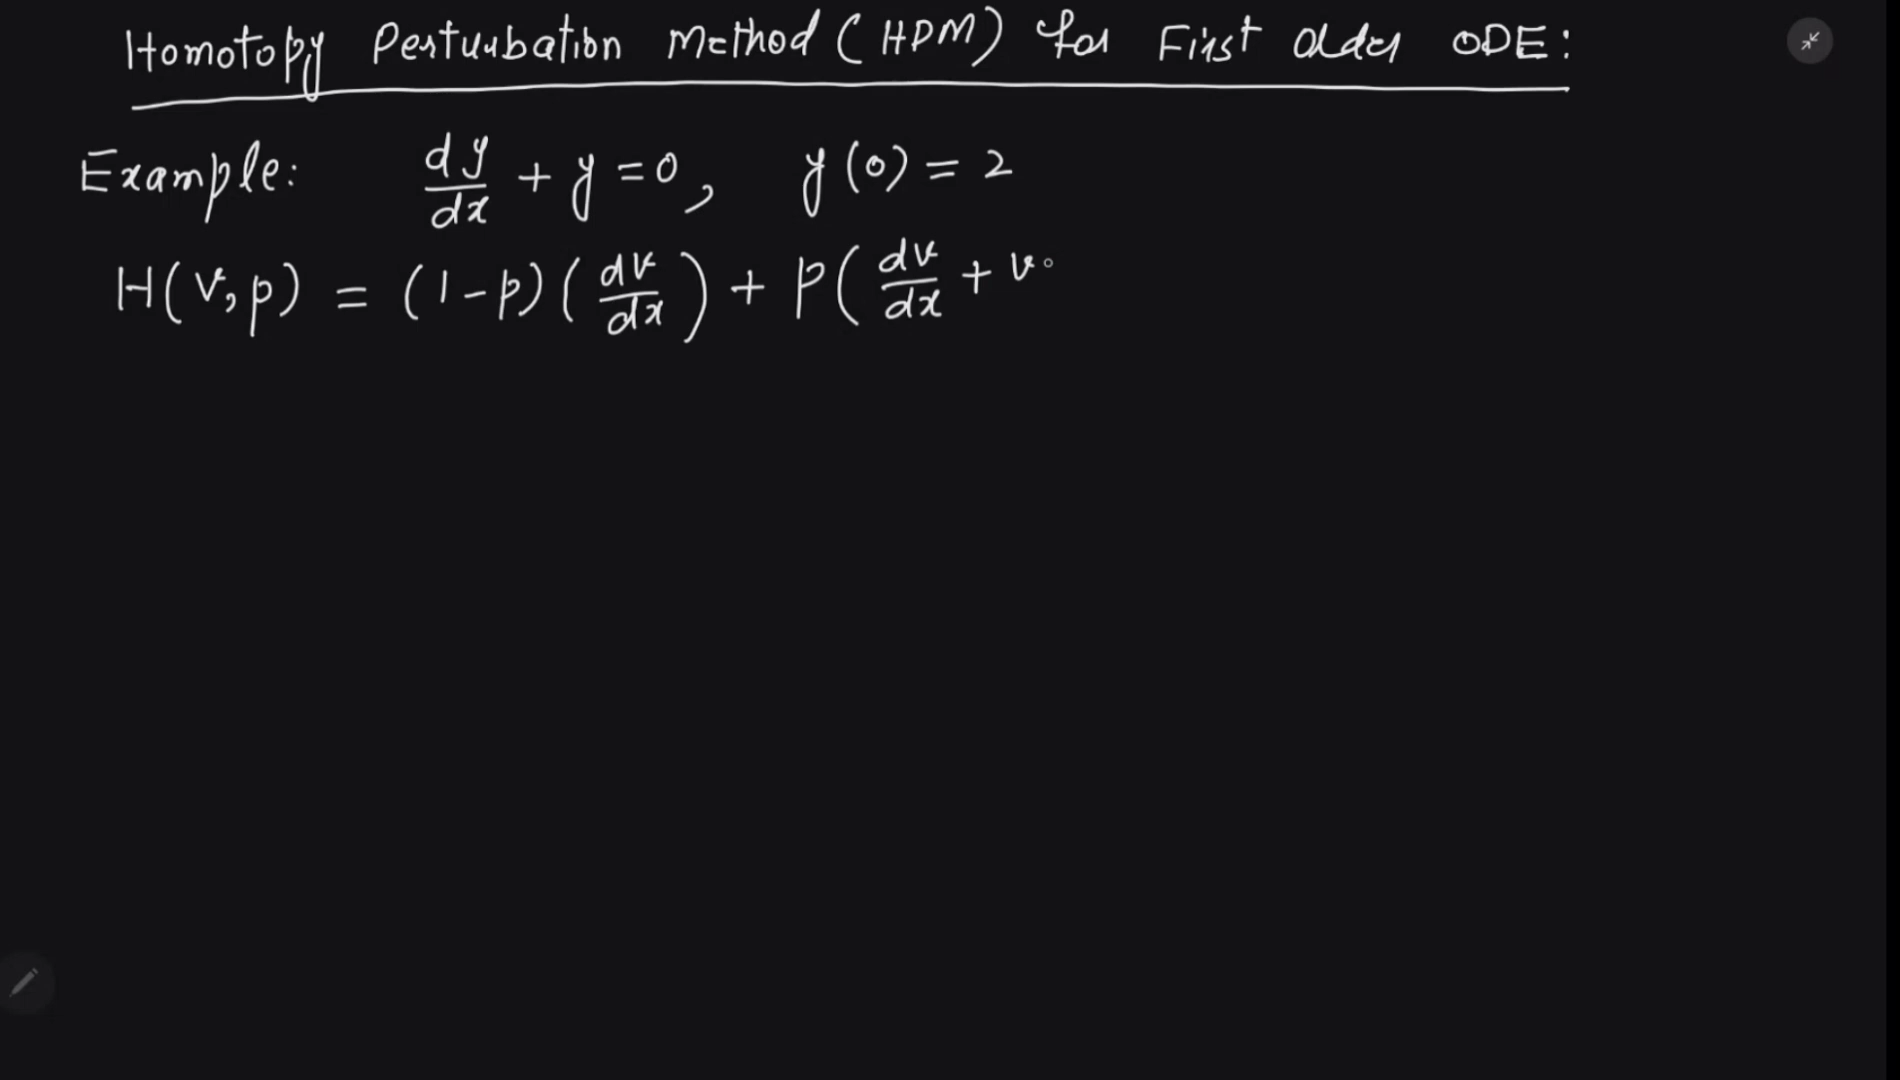 Homotopy Perturbation Method (HPM) for First Order ODE:
Example: dy/dx + y = 0, y(0) = 2
H(v,p) = (1-p)(dv/dx) + p(dv/dx + v